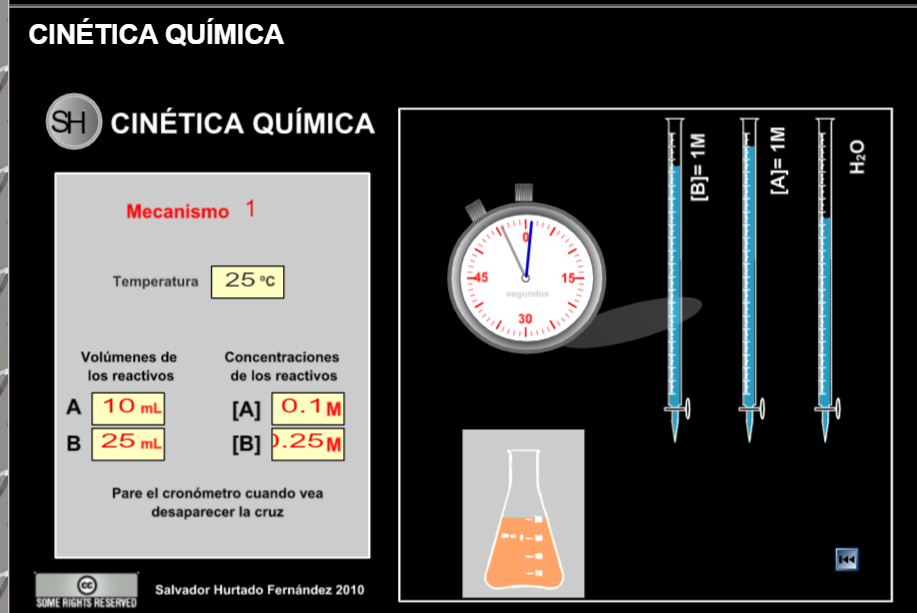 CINÉTICA QUÍMICA
SH CINÉTICA QUÍMICA
Mecanismo 1
Temperatura 25 ºC
Volúmenes de
los reactivos
Concentraciones
de los reactivos
A 10 mL [A] 0.1 M
B 25 mL [B] 0.25 M
Pare el cronómetro cuando vea
desaparecer la cruz
cc
SOME RIGHTS RESERVED
Salvador Hurtado Fernández 2010
0
45
15
segundos
30
[B]= 1M
[A]= 1M
H₂O